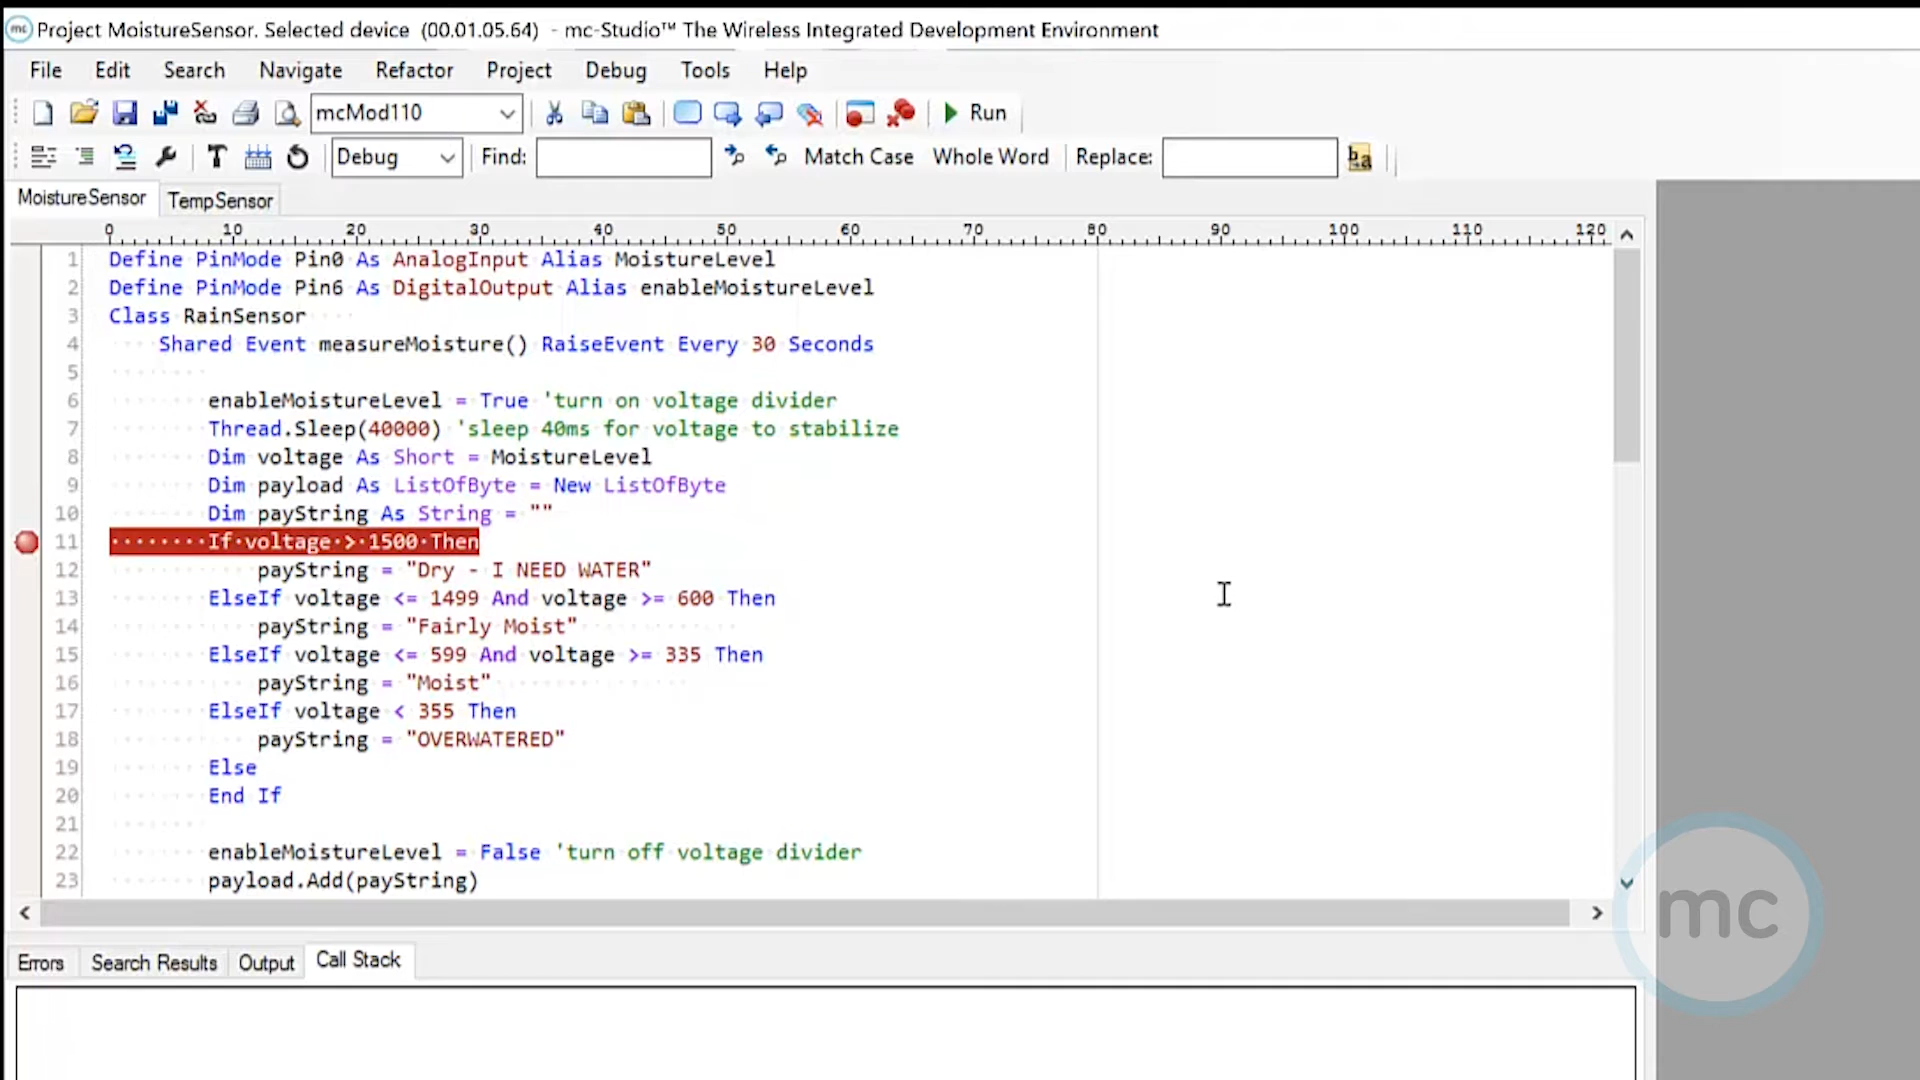 mc Project MoistureSensor. Selected device (00.01.05.64) - mc-Studio™ The Wireless Integrated Development Environment
File Edit Search Navigate Refactor Project Debug Tools Help
mcMod110 Run
Debug Find: Match Case Whole Word Replace:
MoistureSensor TempSensor
0 10 20 30 40 50 60 70 80 90 100 110 120
1 Define PinMode Pin0 As AnalogInput Alias MoistureLevel
2 Define PinMode Pin6 As DigitalOutput Alias enableMoistureLevel
3 Class RainSensor
4 Shared Event measureMoisture() RaiseEvent Every 30 Seconds
5
6 enableMoistureLevel = True 'turn on voltage divider
7 Thread.Sleep(40000) 'sleep 40ms for voltage to stabilize
8 Dim voltage As Short = MoistureLevel
9 Dim payload As ListOfByte = New ListOfByte
10 Dim payString As String = ""
11 If voltage > 1500 Then
12 payString = "Dry - I NEED WATER"
13 ElseIf voltage <= 1499 And voltage >= 600 Then
14 payString = "Fairly Moist"
15 ElseIf voltage <= 599 And voltage >= 335 Then
16 payString = "Moist"
17 ElseIf voltage < 355 Then
18 payString = "OVERWATERED"
19 Else
20 End If
21
22 enableMoistureLevel = False 'turn off voltage divider
23 payload.Add(payString)
mc
Errors Search Results Output Call Stack